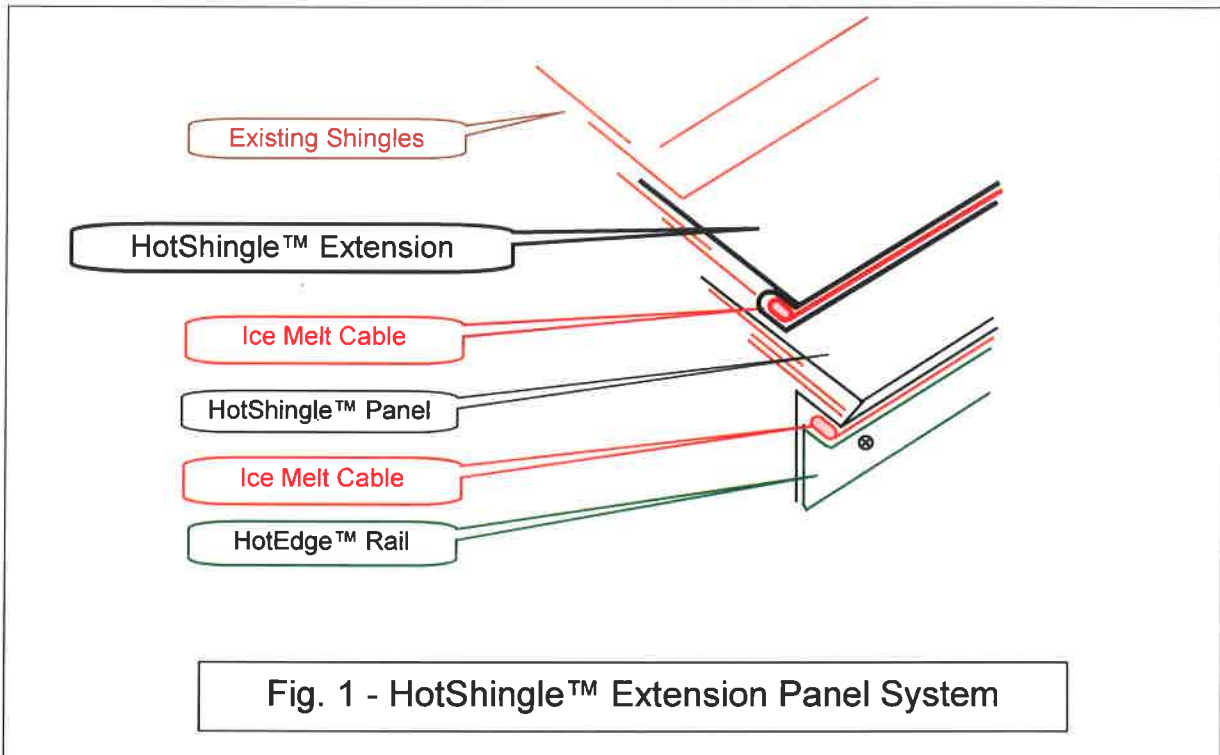 Existing Shingles
HotShingle™ Extension
Ice Melt Cable
HotShingle™ Panel
Ice Melt Cable
HotEdge™ Rail
Fig. 1 - HotShingle™ Extension Panel System